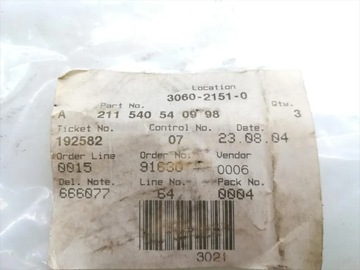 Location
3060-2151-0
Part No. Qty.
A 211 540 54 09 98 3
Ticket No. Control No. Date.
192582 07 23.08.04
Order Line Order No. Vendor
0015 0006
Del. Note. Line No. Pack No.
666077 64 0004
3021